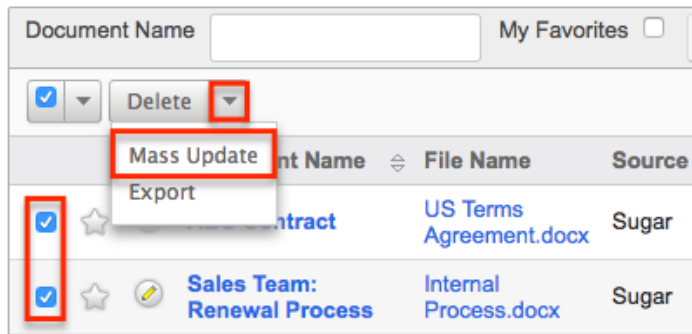 Document Name My Favorites
Delete
Mass Update
nt Name File Name Source
Export
ntract US Terms Agreement.docx Sugar
Sales Team: Renewal Process Internal Process.docx Sugar